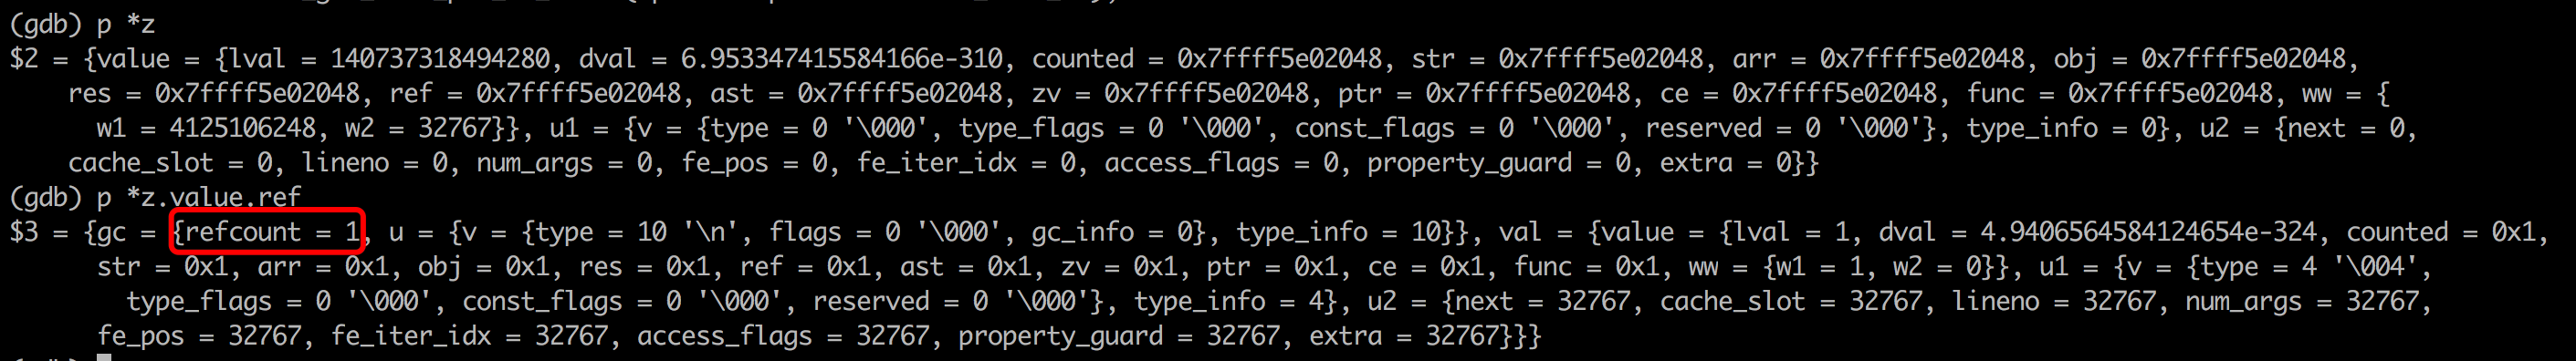 (gdb) p *z
$2 = {value = {lval = 140737318494280, dval = 6.9533474155841666e-310, counted = 0x7ffff5e02048, str = 0x7ffff5e02048, arr = 0x7ffff5e02048, obj = 0x7ffff5e02048,
res = 0x7ffff5e02048, ref = 0x7ffff5e02048, ast = 0x7ffff5e02048, zv = 0x7ffff5e02048, ptr = 0x7ffff5e02048, ce = 0x7ffff5e02048, func = 0x7ffff5e02048, ww = {
w1 = 4125106248, w2 = 32767}}, u1 = {v = {type = 0 '\000', type_flags = 0 '\000', const_flags = 0 '\000', reserved = 0 '\000'}, type_info = 0}, u2 = {next = 0,
cache_slot = 0, lineno = 0, num_args = 0, fe_pos = 0, fe_iter_idx = 0, access_flags = 0, property_guard = 0, extra = 0}}
(gdb) p *z.value.ref
$3 = {gc = {refcount = 1, u = {v = {type = 10 '\n', flags = 0 '\000', gc_info = 0}, type_info = 10}}, val = {value = {lval = 1, dval = 4.9406564584124654e-324, counted = 0x1,
str = 0x1, arr = 0x1, obj = 0x1, res = 0x1, ref = 0x1, ast = 0x1, zv = 0x1, ptr = 0x1, ce = 0x1, func = 0x1, ww = {w1 = 1, w2 = 0}}, u1 = {v = {type = 4 '\004',
type_flags = 0 '\000', const_flags = 0 '\000', reserved = 0 '\000'}, type_info = 4}, u2 = {next = 32767, cache_slot = 32767, lineno = 32767, num_args = 32767,
fe_pos = 32767, fe_iter_idx = 32767, access_flags = 32767, property_guard = 32767, extra = 32767}}}